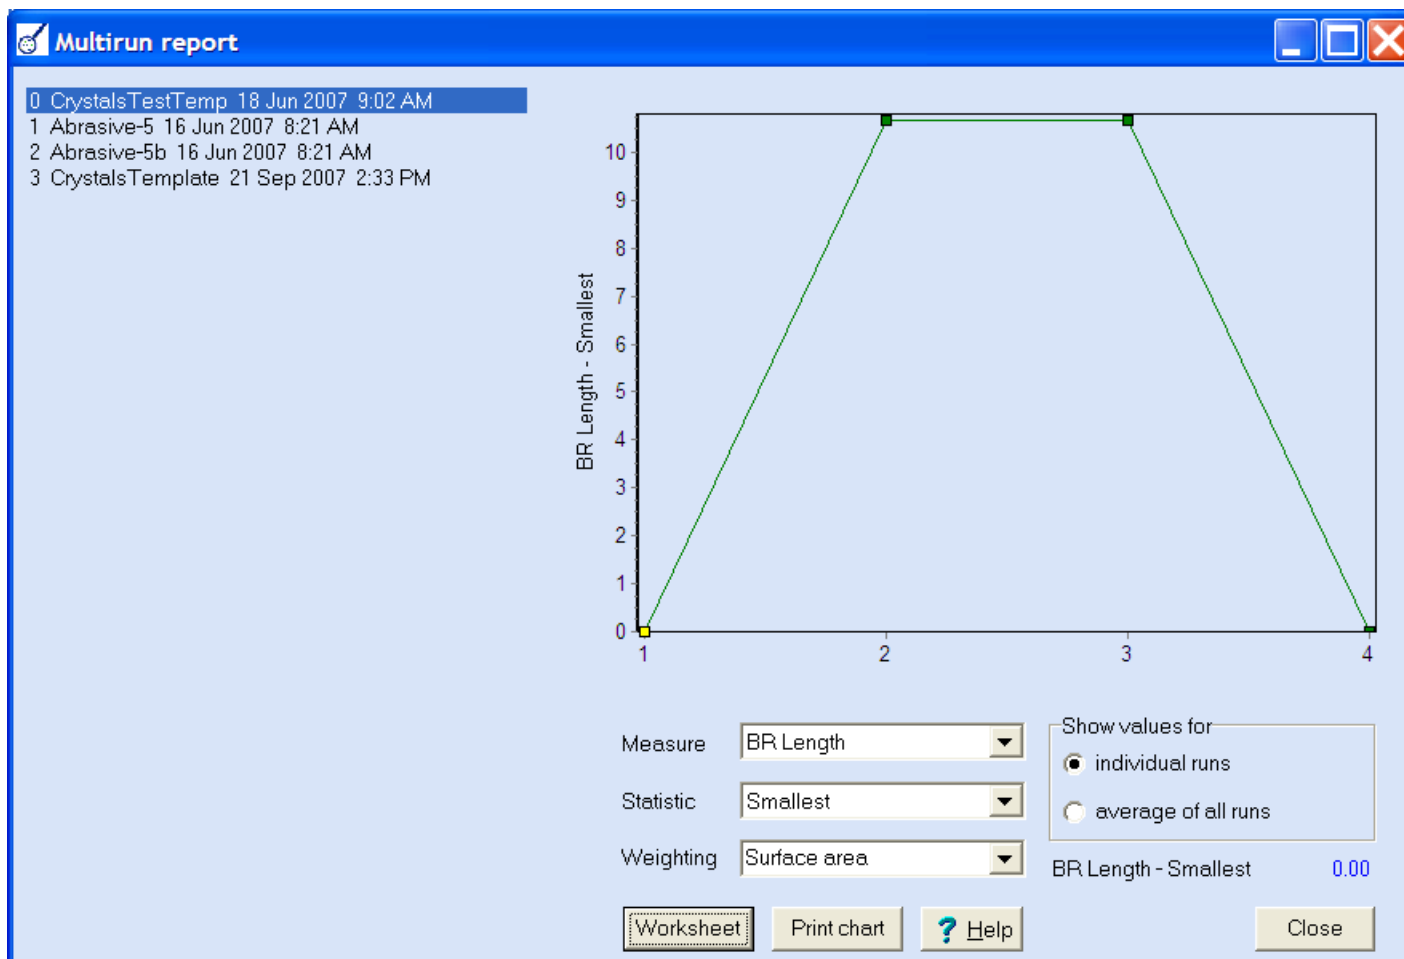 Multirun report
0 CrystalsTestTemp 18 Jun 2007 9:02 AM
1 Abrasive-5 16 Jun 2007 8:21 AM
2 Abrasive-5b 16 Jun 2007 8:21 AM
3 CrystalsTemplate 21 Sep 2007 2:33 PM
BR Length - Smallest
10
9
8
7
6
5
4
3
2
1
0
1 2 3 4
Measure BR Length
Statistic Smallest
Weighting Surface area
Show values for
individual runs
average of all runs
BR Length - Smallest 0.00
Worksheet Print chart ? Help Close